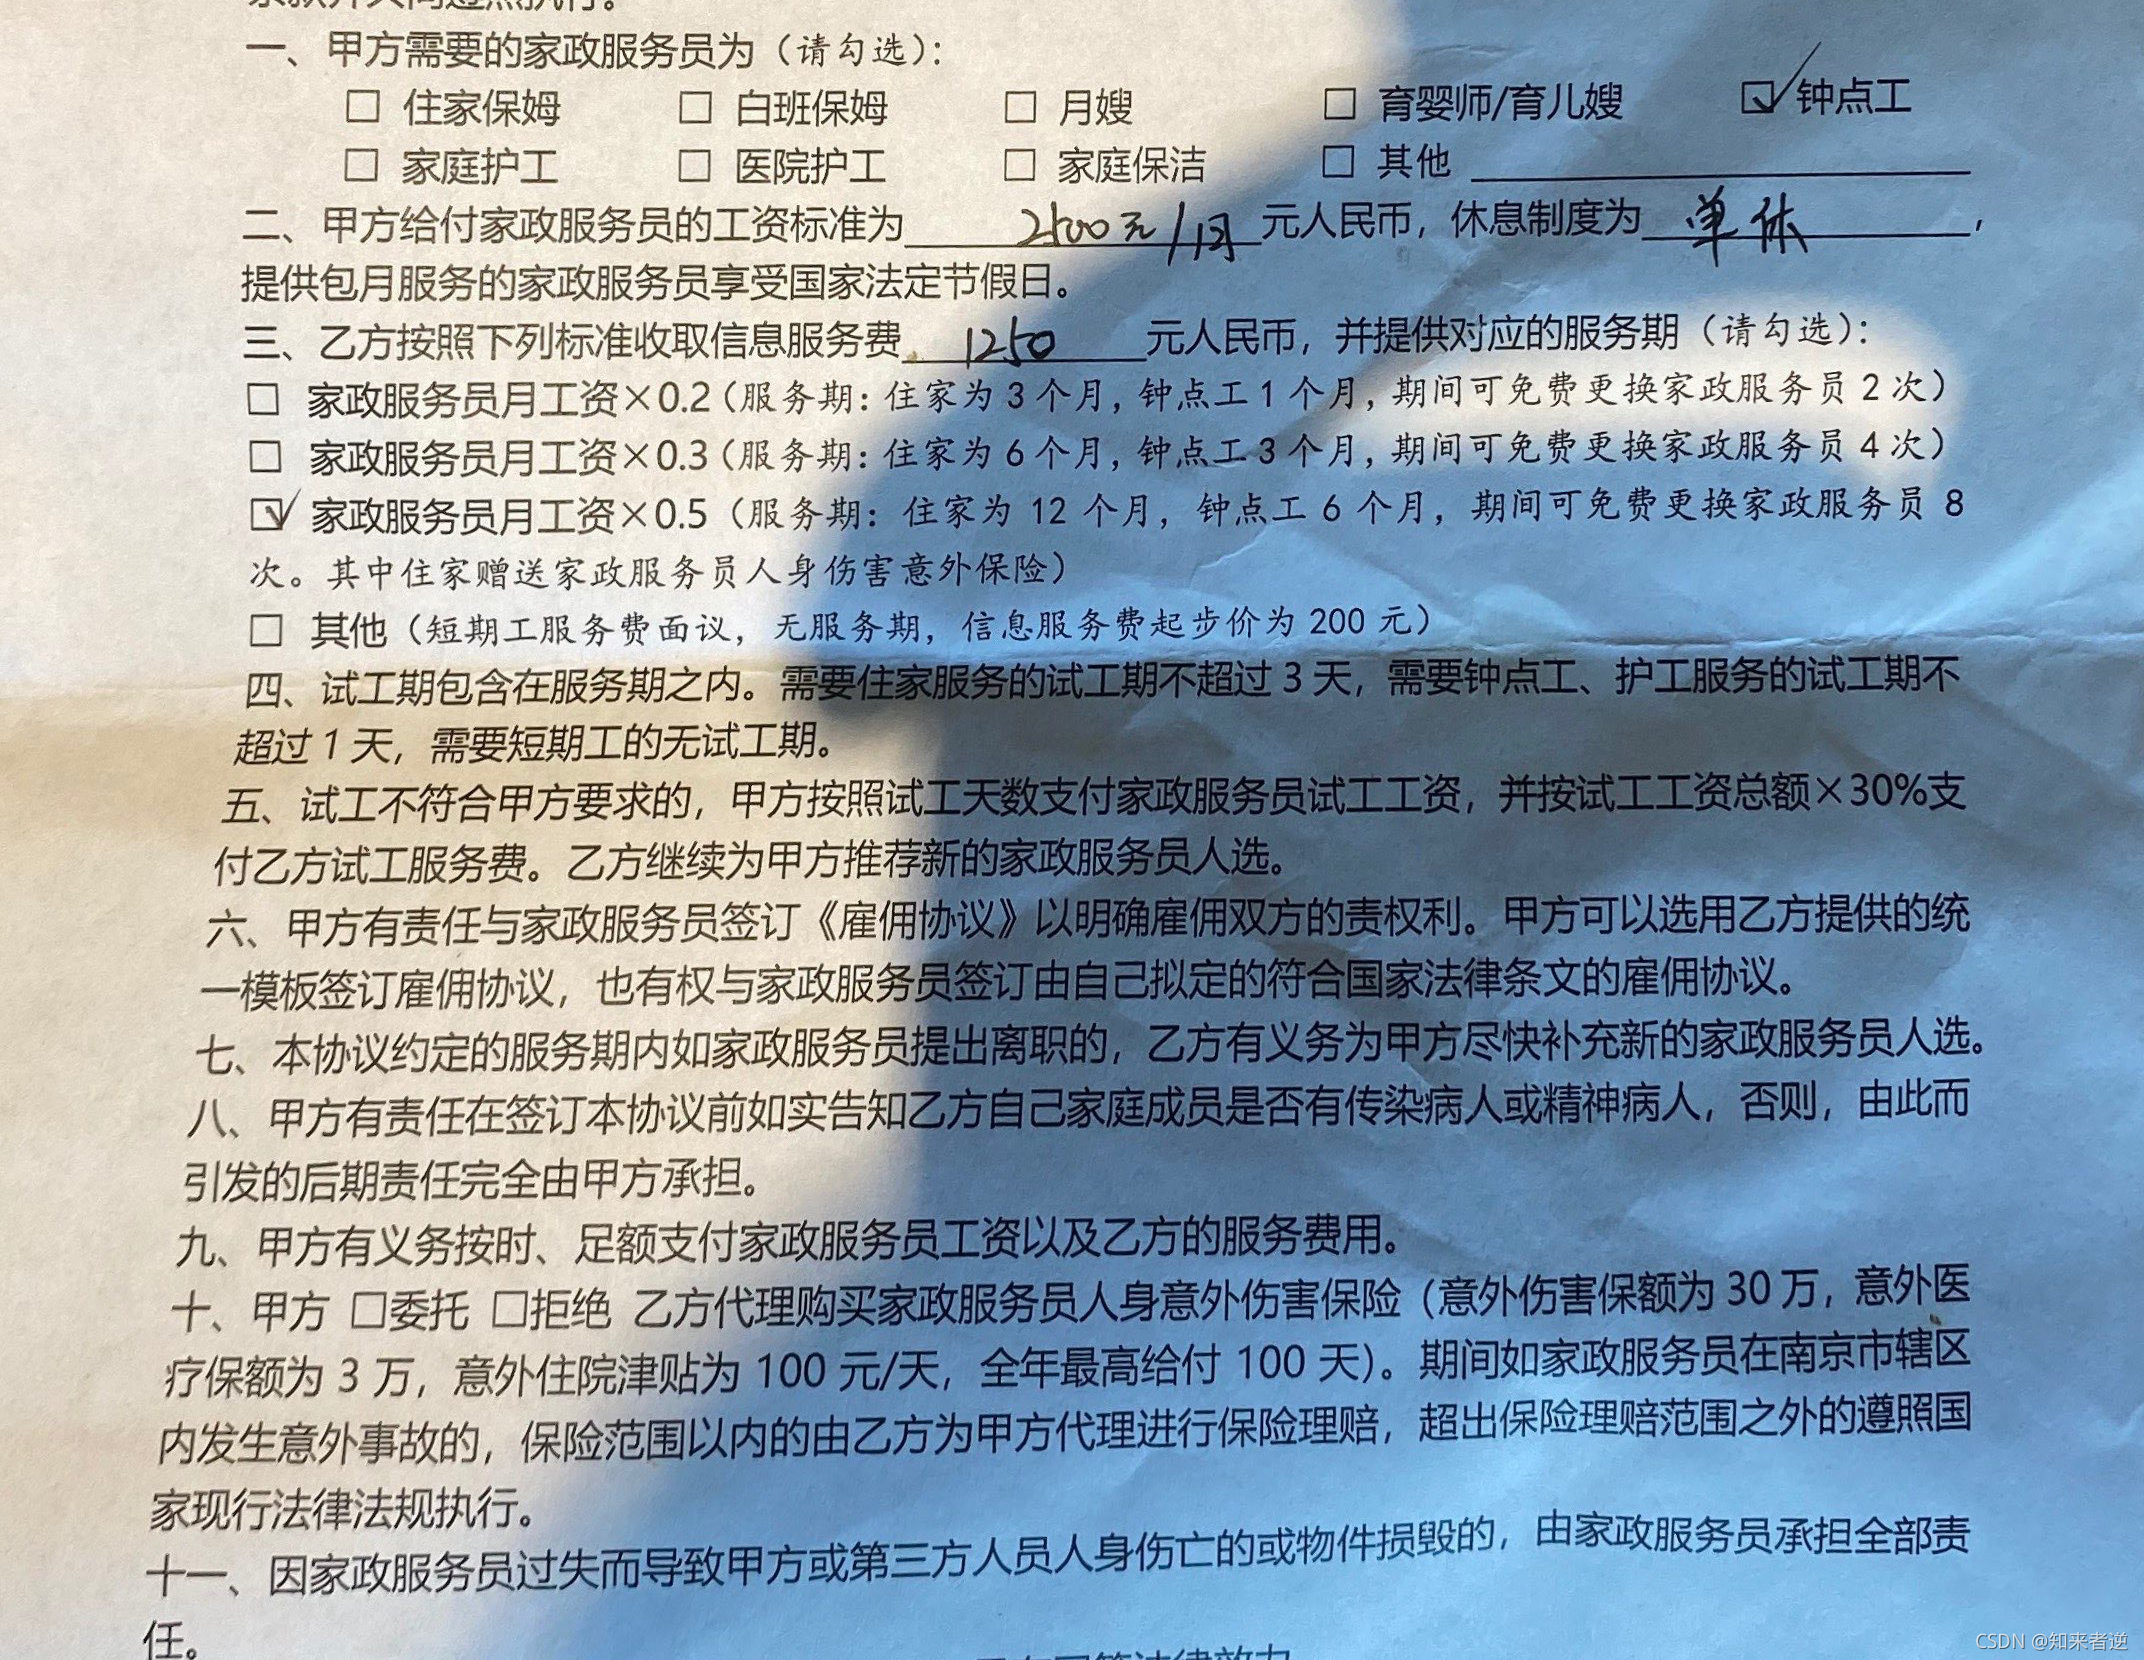 条款并共同遵照执行。
一、甲方需要的家政服务员为（请勾选）：
□ 住家保姆 □ 白班保姆 □ 月嫂 □ 育婴师/育儿嫂 ☑ 钟点工
□ 家庭护工 □ 医院护工 □ 家庭保洁 □ 其他
二、甲方给付家政服务员的工资标准为 2500元/月 元人民币，休息制度为 单休 ，
提供包月服务的家政服务员享受国家法定节假日。
三、乙方按照下列标准收取信息服务费 1250 元人民币，并提供对应的服务期（请勾选）：
□ 家政服务员月工资×0.2（服务期：住家为 3 个月，钟点工 1 个月，期间可免费更换家政服务员 2 次）
□ 家政服务员月工资×0.3（服务期：住家为 6 个月，钟点工 3 个月，期间可免费更换家政服务员 4 次）
☑ 家政服务员月工资×0.5（服务期：住家为 12 个月，钟点工 6 个月，期间可免费更换家政服务员 8
次。其中住家赠送家政服务员人身伤害意外保险）
□ 其他（短期工服务费面议，无服务期，信息服务费起步价为 200 元）
四、试工期包含在服务期之内。需要住家服务的试工期不超过 3 天，需要钟点工、护工服务的试工期不
超过 1 天，需要短期工的无试工期。
五、试工不符合甲方要求的，甲方按照试工天数支付家政服务员试工工资，并按试工工资总额×30%支
付乙方试工服务费。乙方继续为甲方推荐新的家政服务员人选。
六、甲方有责任与家政服务员签订《雇佣协议》以明确雇佣双方的责权利。甲方可以选用乙方提供的统
一模板签订雇佣协议，也有权与家政服务员签订由自己拟定的符合国家法律条文的雇佣协议。
七、本协议约定的服务期内如家政服务员提出离职的，乙方有义务为甲方尽快补充新的家政服务员人选。
八、甲方有责任在签订本协议前如实告知乙方自己家庭成员是否有传染病人或精神病人，否则，由此而
引发的后期责任完全由甲方承担。
九、甲方有义务按时、足额支付家政服务员工资以及乙方的服务费用。
十、甲方 □委托 □拒绝 乙方代理购买家政服务员人身意外伤害保险（意外伤害保额为 30 万，意外医
疗保额为 3 万，意外住院津贴为 100 元/天，全年最高给付 100 天）。期间如家政服务员在南京市辖区
内发生意外事故的，保险范围以内的由乙方为甲方代理进行保险理赔，超出保险理赔范围之外的遵照国
家现行法律法规执行。
十一、因家政服务员过失而导致甲方或第三方人员人身伤亡的或物件损毁的，由家政服务员承担全部责
任。
CSDN @知来者逆